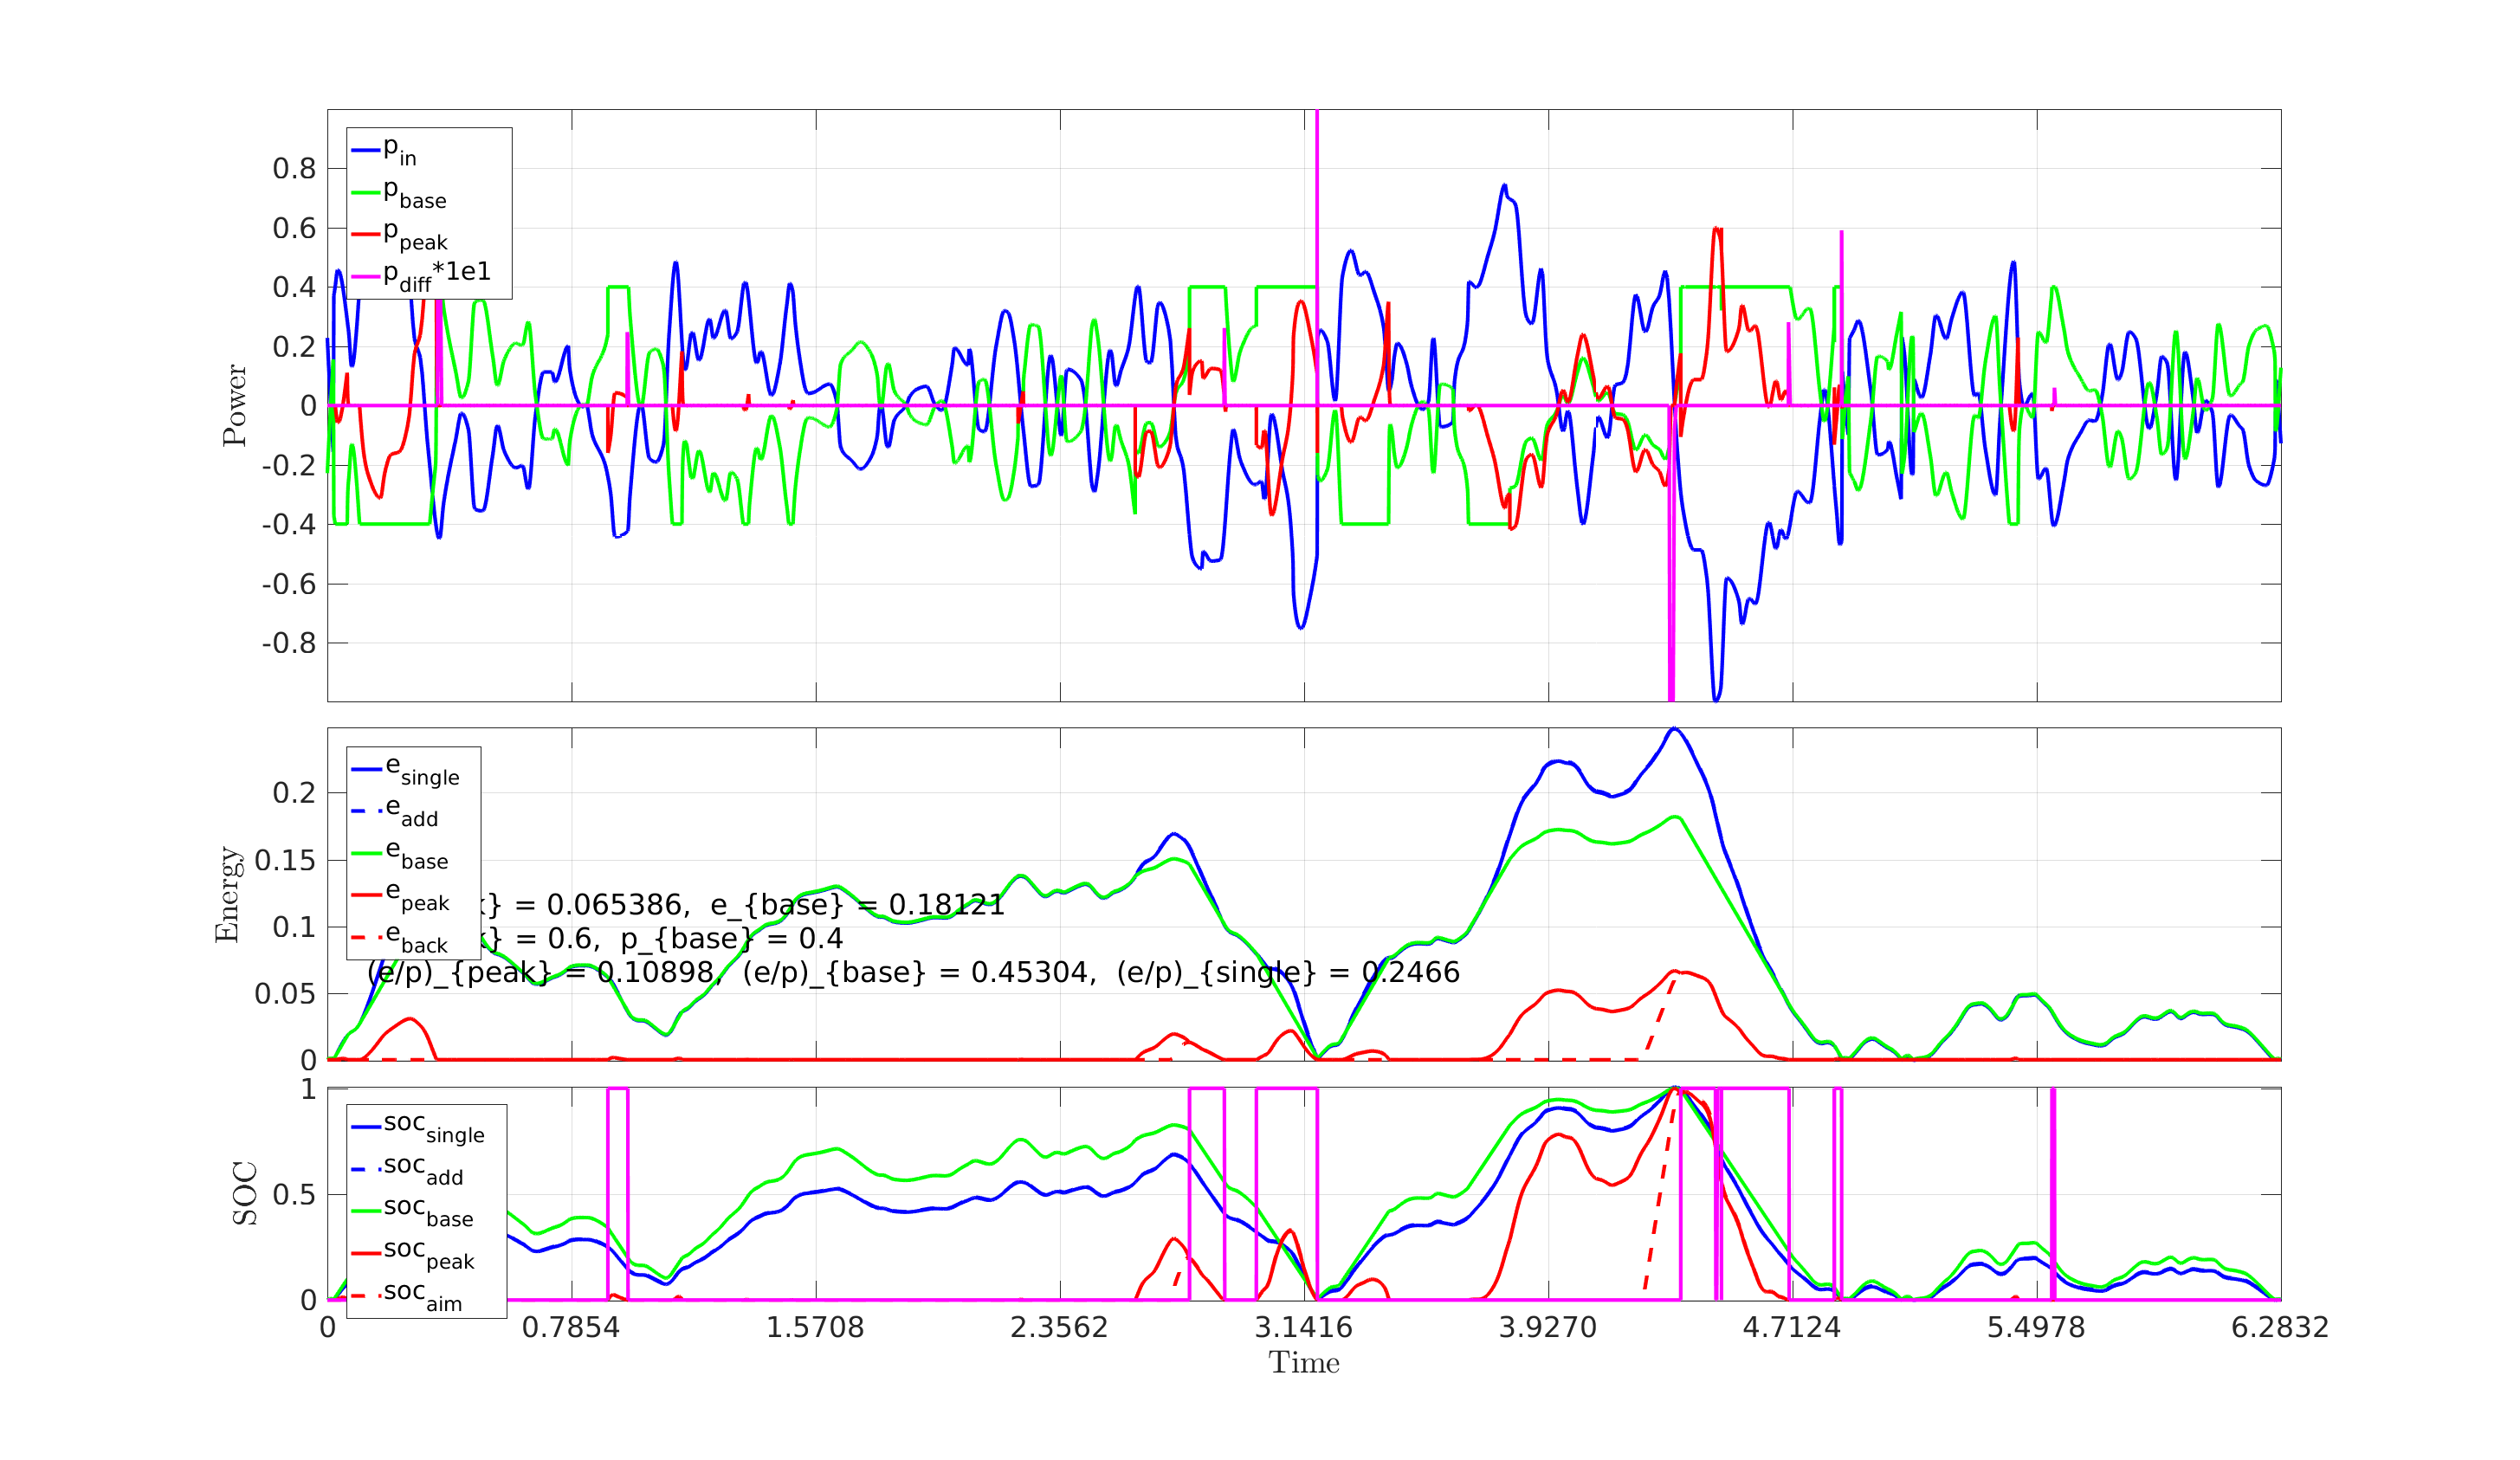 0.8
0.6
0.4
0.2
0
-0.2
-0.4
-0.6
-0.8
Power
p_in
p_base
p_peak
p_diff*1e1
0.2
0.15
0.1
0.05
0
Energy
e_single
e_add
e_base
e_peak
e_back
} = 0.065386, e_{base} = 0.18121
} = 0.6, p_{base} = 0.4
(e/p)_{peak} = 0.10898, (e/p)_{base} = 0.45304, (e/p)_{single} = 0.2466
1
0.5
0
SOC
soc_single
soc_add
soc_base
soc_peak
soc_aim
0 0.7854 1.5708 2.3562 3.1416 3.9270 4.7124 5.4978 6.2832
Time